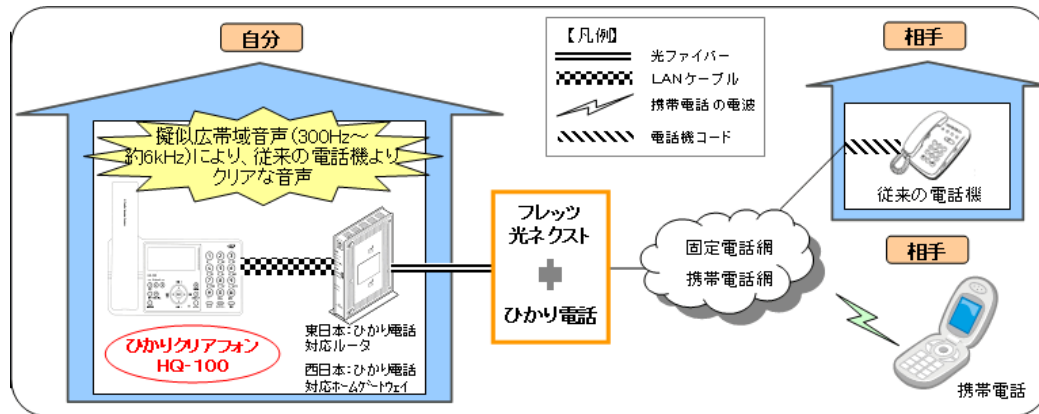 自分
擬似広帯域音声(300Hz～
約6kHz)により、従来の電話機より
クリアな音声
ひかりクリアフォン
HQ-100
東日本：ひかり電話
対応ルータ
西日本：ひかり電話
対応ホームゲートウェイ
【凡例】
光ファイバー
LANケーブル
携帯電話の電波
電話機コード
フレッツ
光ネクスト
ひかり電話
固定電話網
携帯電話網
相手
従来の電話機
相手
携帯電話